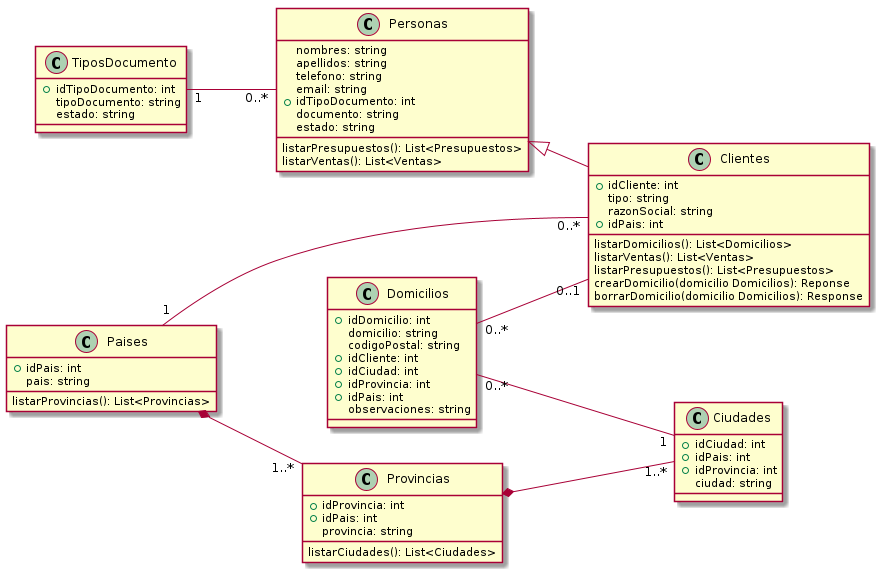 C Personas
nombres: string
apellidos: string
telefono: string
email: string
idTipoDocumento: int
documento: string
estado: string
listarPresupuestos(): List<Presupuestos>
listarVentas(): List<Ventas>
C TiposDocumento
idTipoDocumento: int
tipoDocumento: string
estado: string
1
0..*
C Clientes
idCliente: int
tipo: string
razonSocial: string
idPais: int
listarDomicilios(): List<Domicilios>
listarVentas(): List<Ventas>
listarPresupuestos(): List<Presupuestos>
crearDomicilio(domicilio Domicilios): Reponse
borrarDomicilio(domicilio Domicilios): Response
0..*
1
C Domicilios
idDomicilio: int
domicilio: string
codigoPostal: string
idCliente: int
idCiudad: int
idProvincia: int
idPais: int
observaciones: string
0..1
0..*
0..*
1
C Paises
idPais: int
pais: string
listarProvincias(): List<Provincias>
1..*
C Provincias
idProvincia: int
idPais: int
provincia: string
listarCiudades(): List<Ciudades>
1..*
C Ciudades
idCiudad: int
idPais: int
idProvincia: int
ciudad: string